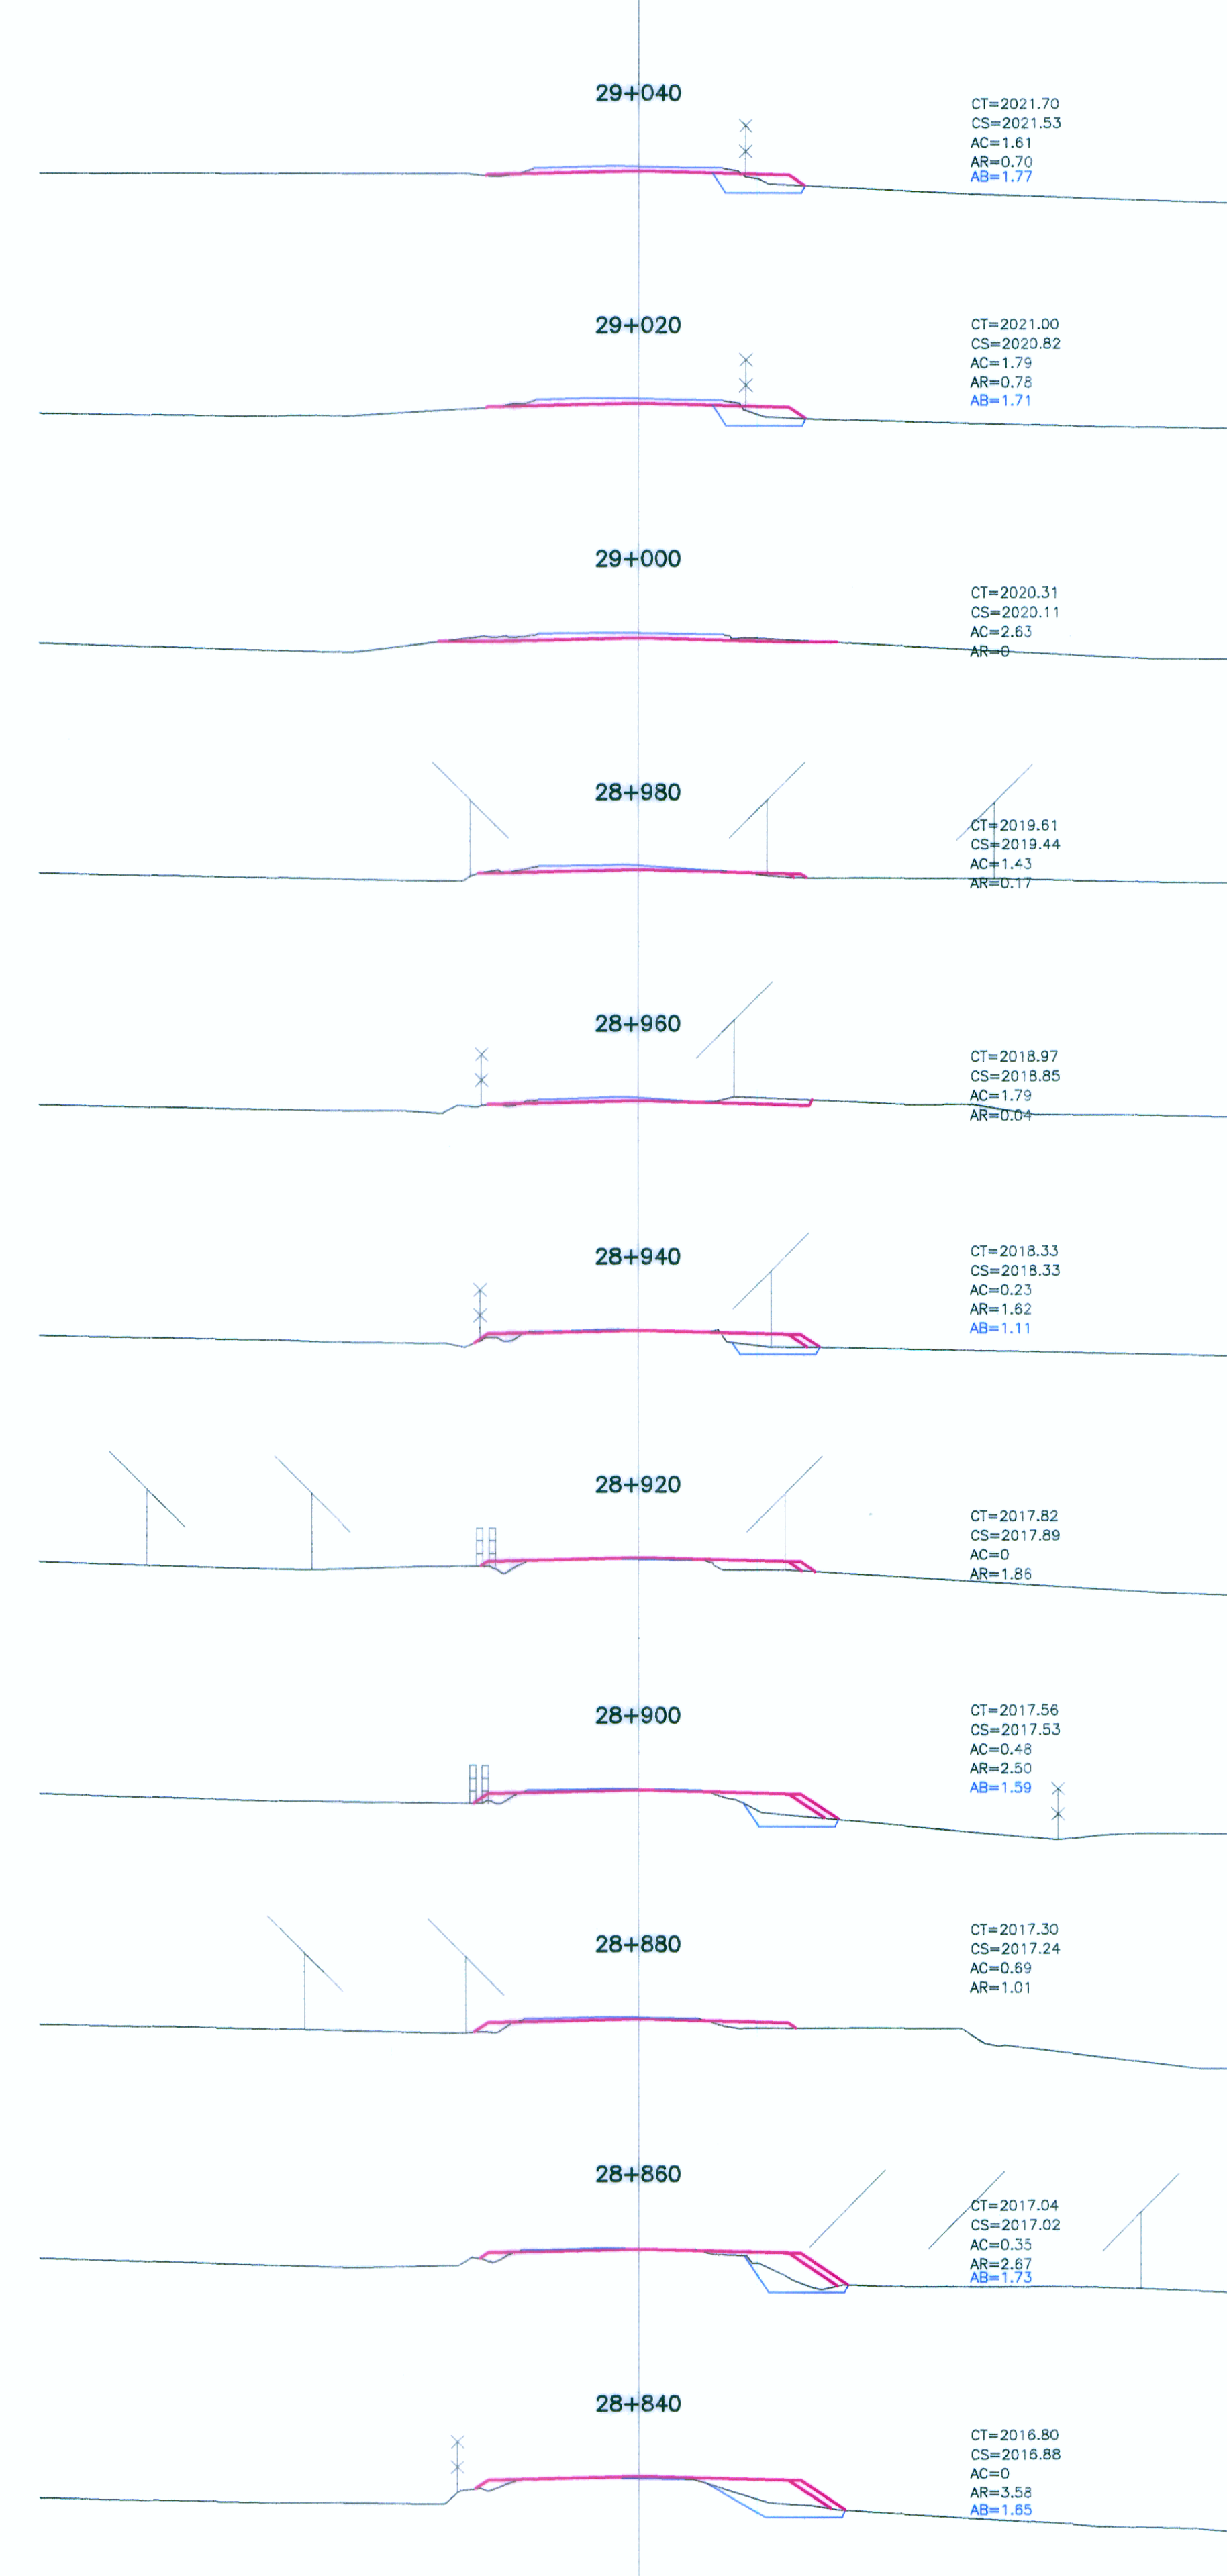 29+040
CT=2021.70
CS=2021.53
AC=1.61
AR=0.70
AB=1.77
29+020
CT=2021.00
CS=2020.82
AC=1.79
AR=0.78
AB=1.71
29+000
CT=2020.31
CS=2020.11
AC=2.63
AR=0
28+980
CT=2019.61
CS=2019.44
AC=1.43
AR=0.17
28+960
CT=2018.97
CS=2018.85
AC=1.79
AR=0.04
28+940
CT=2018.33
CS=2018.33
AC=0.23
AR=1.62
AB=1.11
28+920
CT=2017.82
CS=2017.89
AC=0
AR=1.86
28+900
CT=2017.56
CS=2017.53
AC=0.48
AR=2.50
AB=1.59
28+880
CT=2017.30
CS=2017.24
AC=0.69
AR=1.01
28+860
CT=2017.04
CS=2017.02
AC=0.35
AR=2.67
AB=1.73
28+840
CT=2016.80
CS=2016.88
AC=0
AR=3.58
AB=1.65